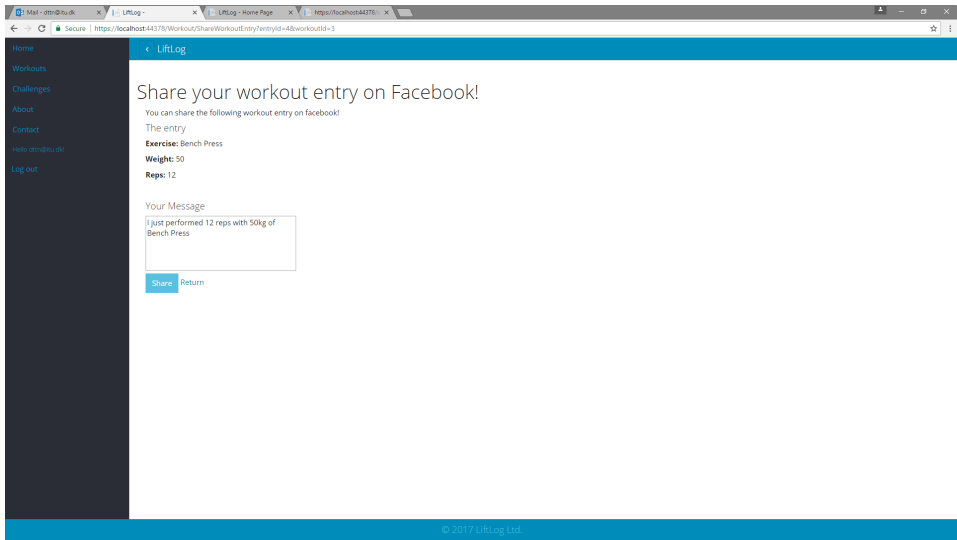 Mail - dttn@itu.dk
LiftLog -
LiftLog - Home Page
https://localhost:44378/
Secure
https://localhost:44378/Workout/ShareWorkoutEntry?entryId=4&workoutId=3
Home
Workouts
Challenges
About
Contact
Hello dttn@itu.dk!
Log out
‹ LiftLog
Share your workout entry on Facebook!
You can share the following workout entry on facebook!
The entry
Exercise: Bench Press
Weight: 50
Reps: 12
Your Message
I just performed 12 reps with 50kg of
Bench Press
Share Return
© 2017 LiftLog Ltd.